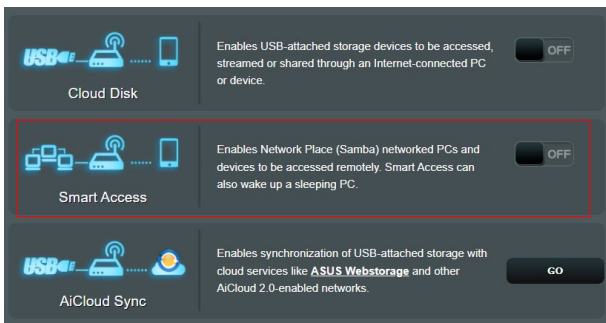 USB
Enables USB-attached storage devices to be accessed,
streamed or shared through an Internet-connected PC
or device.
OFF
Cloud Disk
Enables Network Place (Samba) networked PCs and
devices to be accessed remotely. Smart Access can
also wake up a sleeping PC.
OFF
Smart Access
USB
Enables synchronization of USB-attached storage with
cloud services like ASUS Webstorage and other
AiCloud 2.0-enabled networks.
GO
AiCloud Sync